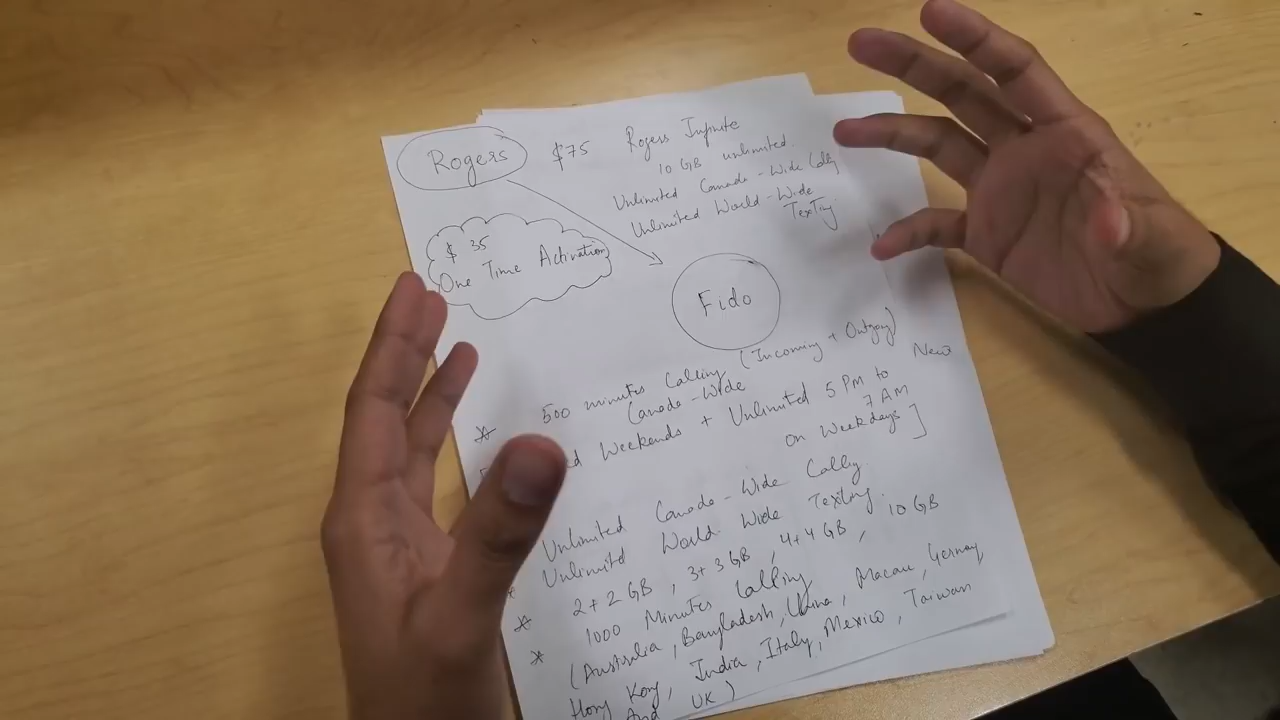 Rogers $75 Rogers Infinite
10 GB unlimited.
Unlimited Canada-Wide Calling
Unlimited World-Wide
Texting
$ 35
One Time Activation
Fido
500 minutes Calling (Incoming + Outgoing)
Canada-Wide
Weekends + Unlimited 5 PM to
7 AM
on Weekdays]
New
Unlimited Canada-Wide Calling
* Unlimited World Wide Texting.
* 2+2 GB, 3+3 GB, 4+4 GB, 10 GB
* 1000 Minutes Calling
(Australia, Bangladesh, China, Macau, Germany
Hong Kong, India, Italy, Mexico, Taiwan
And UK)